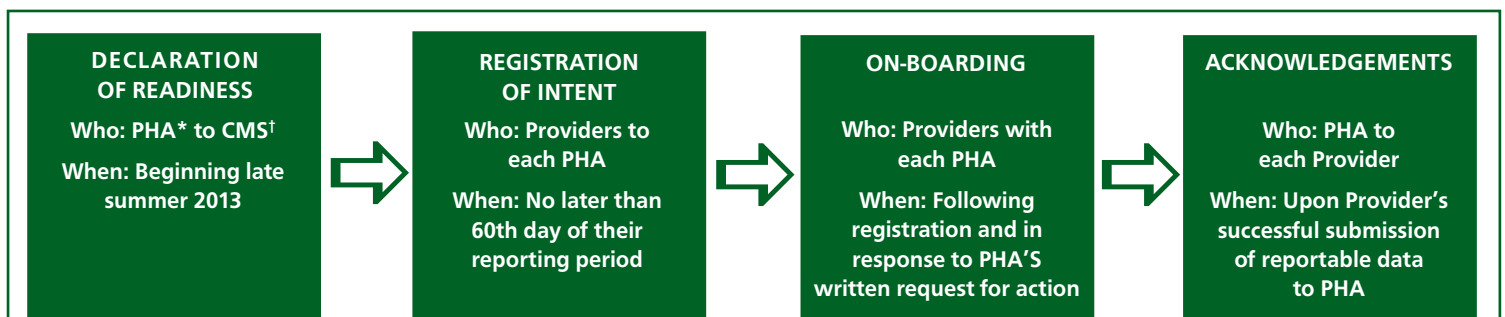 DECLARATION
OF READINESS
Who: PHA* to CMS†
When: Beginning late
summer 2013
REGISTRATION
OF INTENT
Who: Providers to
each PHA
When: No later than
60th day of their
reporting period
ON-BOARDING
Who: Providers with
each PHA
When: Following
registration and in
response to PHA’S
written request for action
ACKNOWLEDGEMENTS
Who: PHA to
each Provider
When: Upon Provider’s
successful submission
of reportable data
to PHA